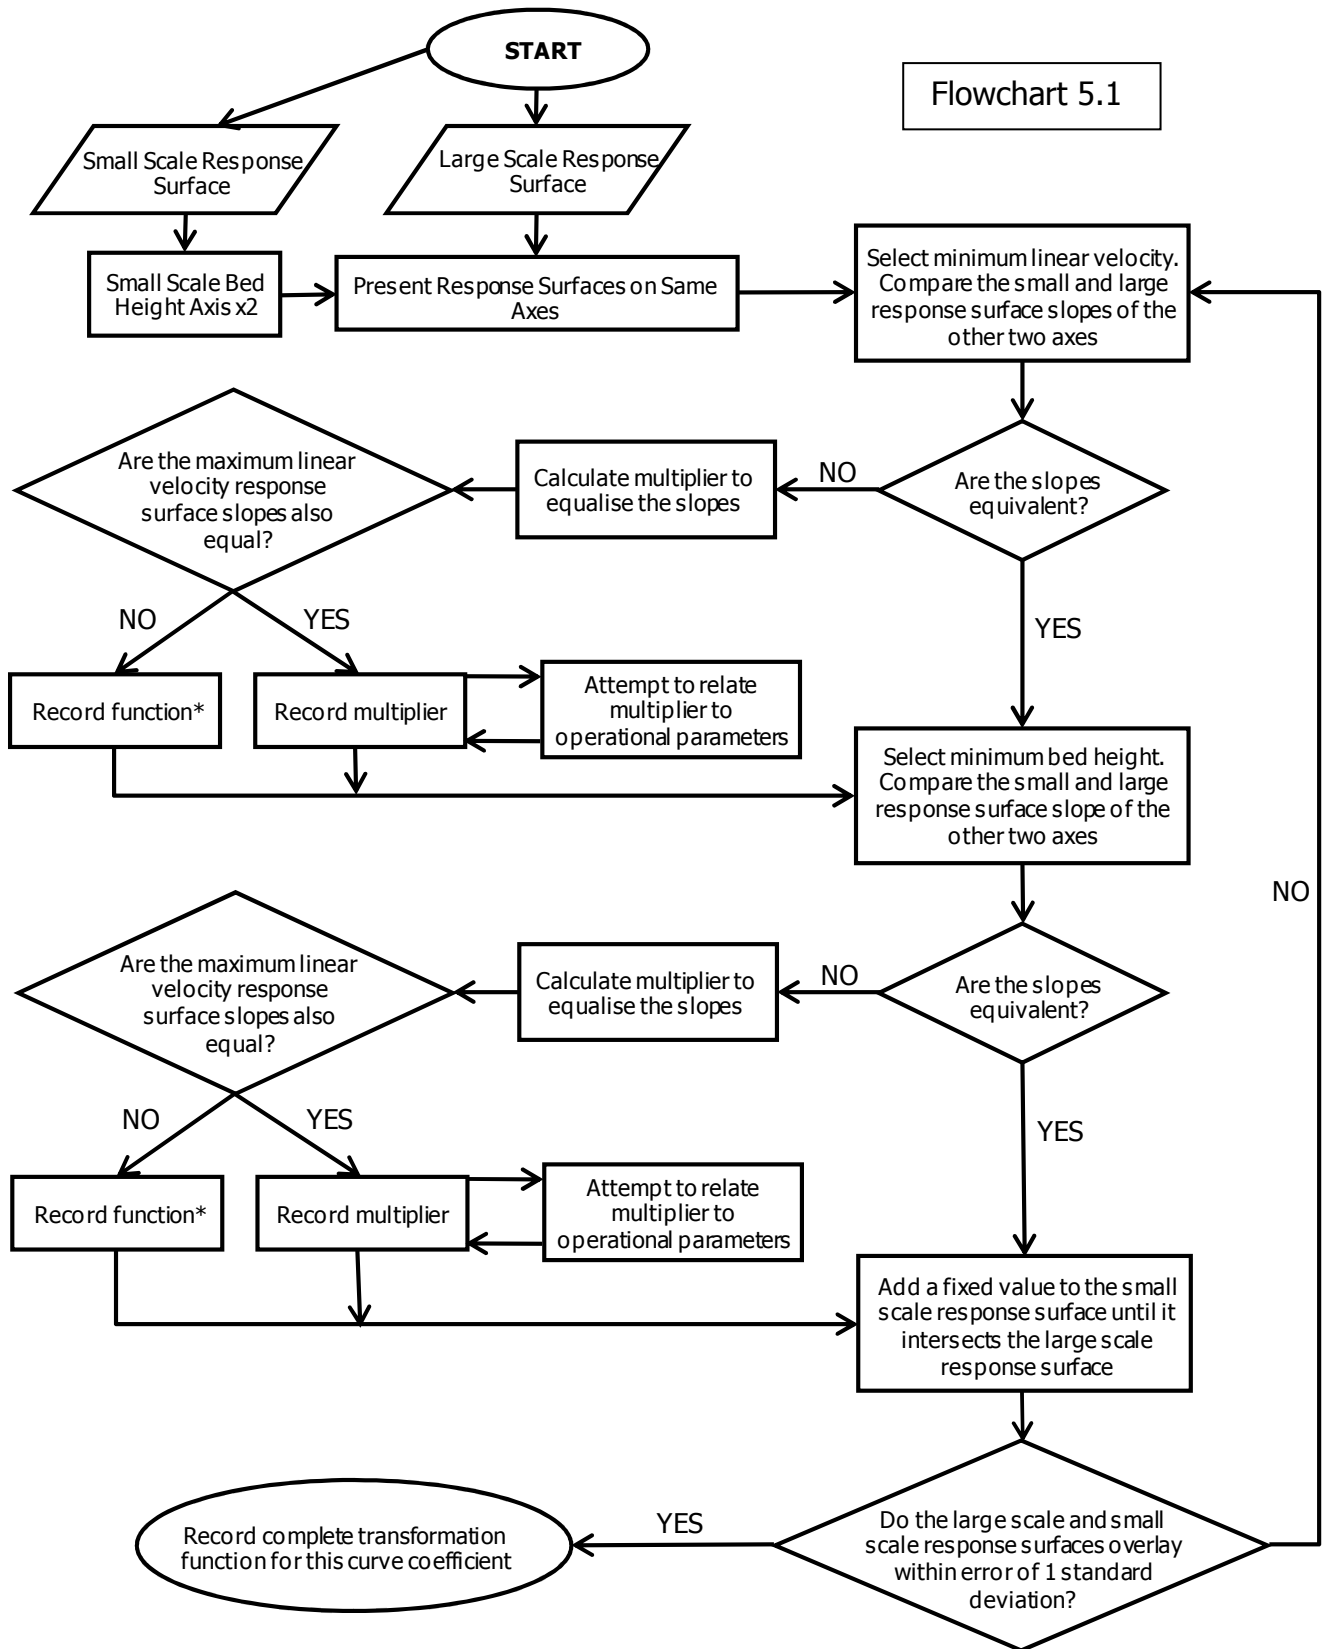 START
Flowchart 5.1
Small Scale Response
Surface
Large Scale Response
Surface
Small Scale Bed
Height Axis x2
Present Response Surfaces on Same
Axes
Select minimum linear velocity.
Compare the small and large
response surface slopes of the
other two axes
Are the maximum linear
velocity response
surface slopes also
equal?
Calculate multiplier to
equalise the slopes
NO
Are the slopes
equivalent?
NO
YES
YES
Record function*
Record multiplier
Attempt to relate
multiplier to
operational parameters
Select minimum bed height.
Compare the small and large
response surface slope of the
other two axes
NO
Are the maximum linear
velocity response
surface slopes also
equal?
Calculate multiplier to
equalise the slopes
NO
Are the slopes
equivalent?
NO
YES
YES
Record function*
Record multiplier
Attempt to relate
multiplier to
operational parameters
Add a fixed value to the small
scale response surface until it
intersects the large scale
response surface
Record complete transformation
function for this curve coefficient
YES
Do the large scale and small
scale response surfaces overlay
within error of 1 standard
deviation?